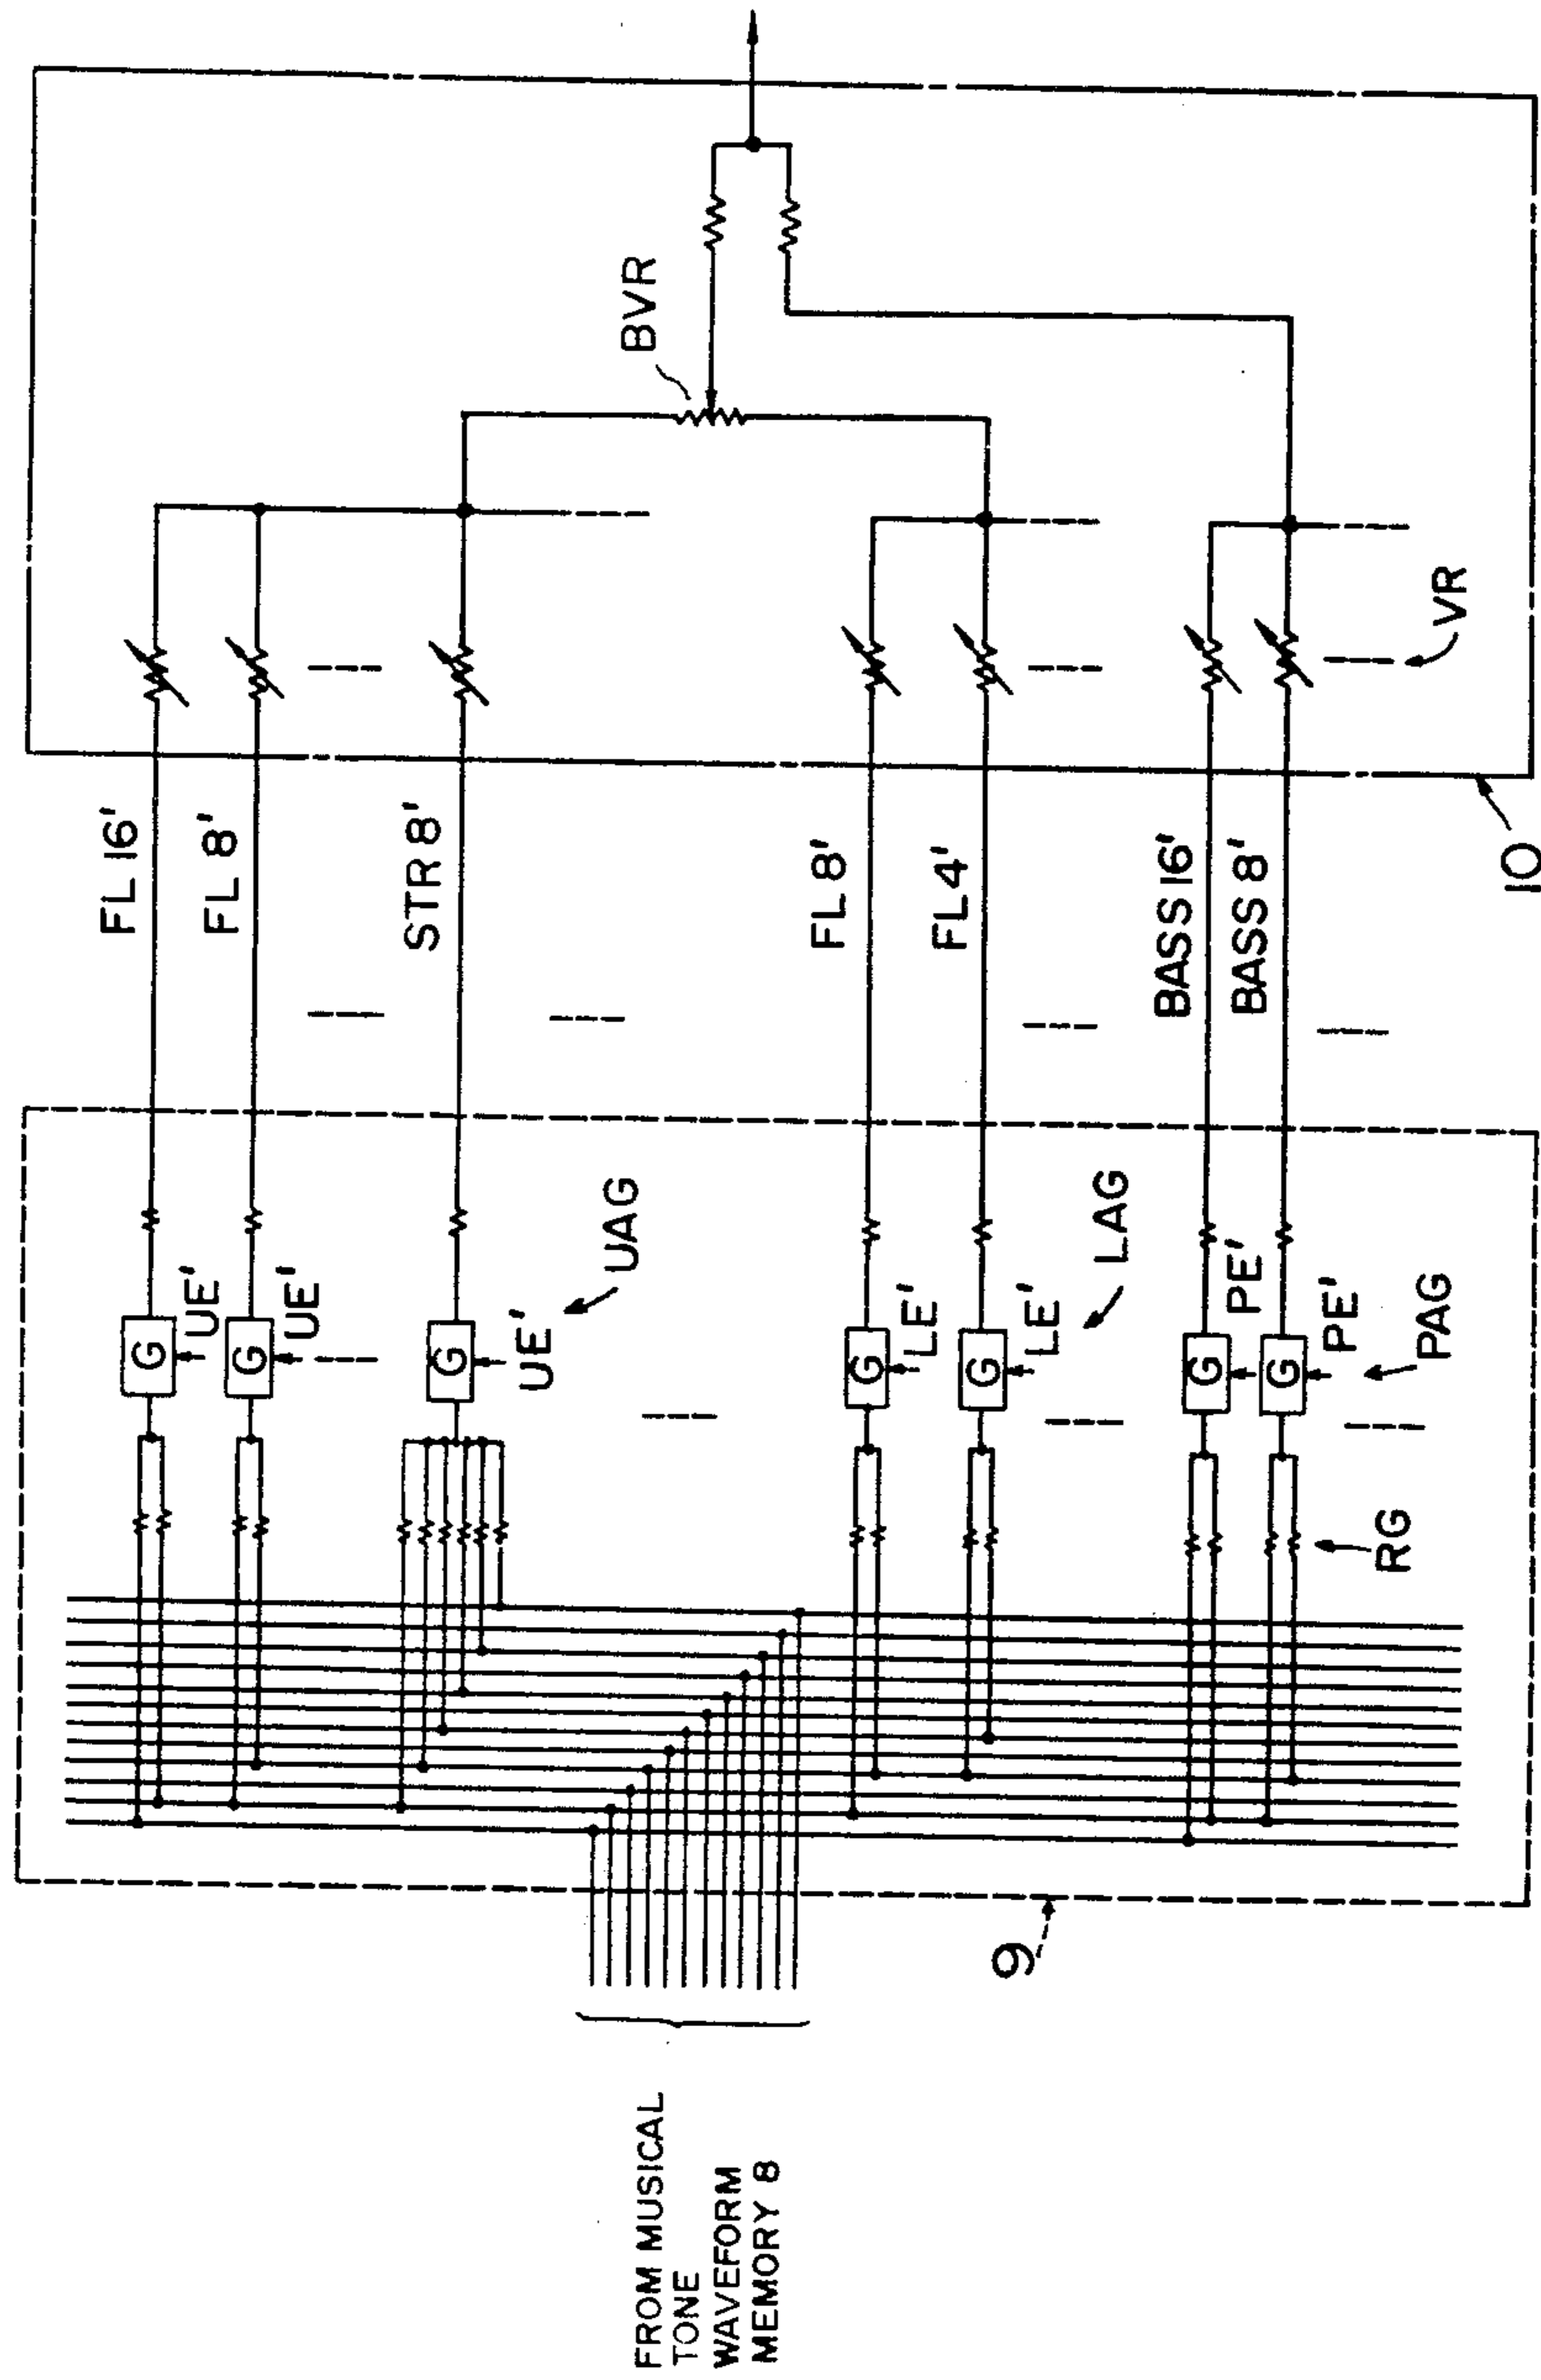 FROM MUSICAL
TONE
WAVEFORM
MEMORY 8
9
G
UE'
G
UE'
G
UE'
UAG
G
LE'
G
LE'
LAG
G
PE'
G
PE'
PAG
RG
FL 16'
FL 8'
STR 8'
FL 8'
FL 4'
BASS 16'
BASS 8'
10
VR
BVR